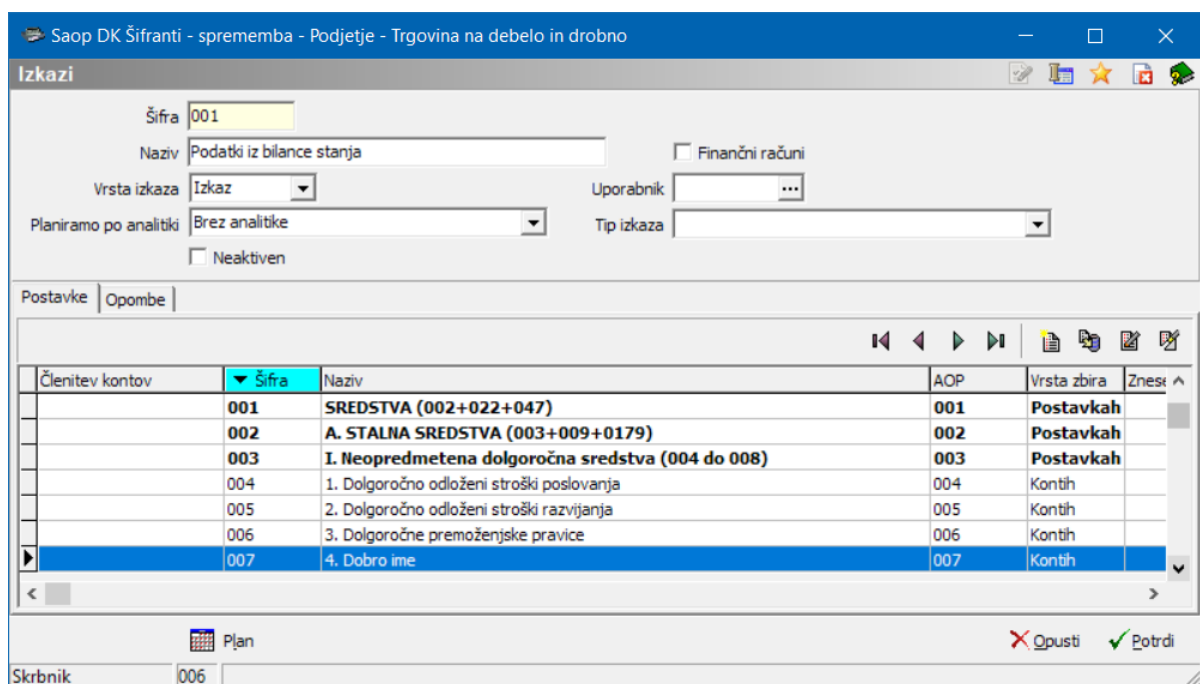 Saop DK Šifranti - sprememba - Podjetje - Trgovina na debelo in drobno
Izkazi
Šifra 001
Naziv Podatki iz bilance stanja Finančni računi
Vrsta izkaza Izkaz Uporabnik ...
Planiramo po analitiki Brez analitike Tip izkaza
Neaktiven
Postavke Opombe
Členitev kontov Šifra Naziv AOP Vrsta zbira Znese
001 SREDSTVA (002+022+047) 001 Postavkah
002 A. STALNA SREDSTVA (003+009+0179) 002 Postavkah
003 I. Neopredmetena dolgoročna sredstva (004 do 008) 003 Postavkah
004 1. Dolgoročno odloženi stroški poslovanja 004 Kontih
005 2. Dolgoročno odloženi stroški razvijanja 005 Kontih
006 3. Dolgoročne premoženjske pravice 006 Kontih
007 4. Dobro ime 007 Kontih
Plan Opusti Potrdi
Skrbnik 006